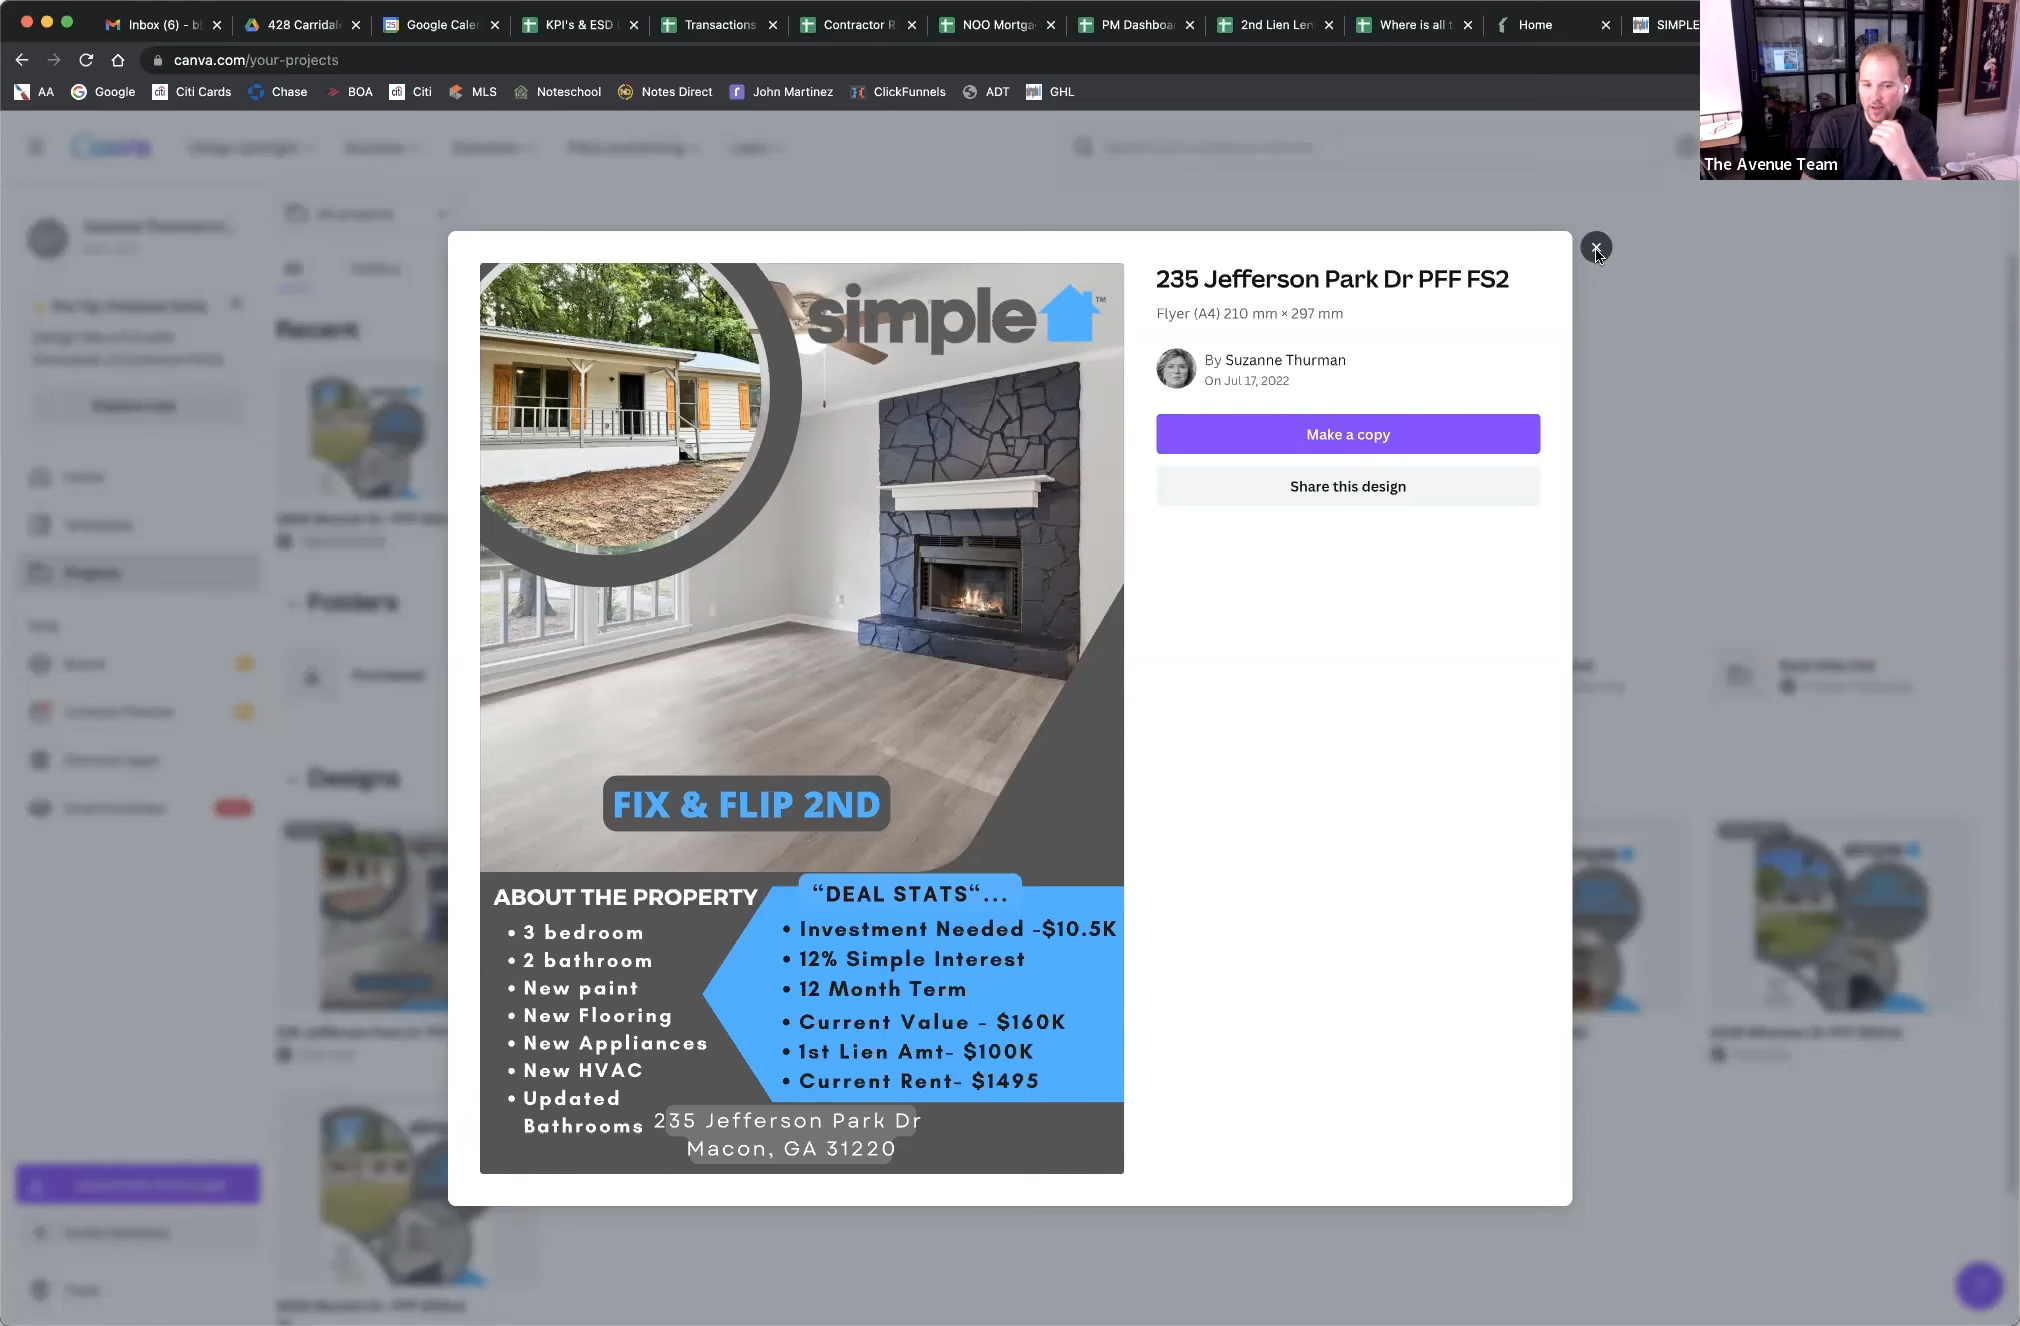 Inbox (6) - b
428 Carridal
Google Cale
KPI's & ESD
Transactions
Contractor R
NOO Mortga
PM Dashboa
2nd Lien Len
Where is all t
Home
SIMPLE
canva.com/your-projects
AA
Google
Citi Cards
Chase
BOA
Citi
MLS
Noteschool
Notes Direct
John Martinez
ClickFunnels
ADT
GHL
The Avenue Team
simple™
235 Jefferson Park Dr PFF FS2
Flyer (A4) 210 mm × 297 mm
By Suzanne Thurman
On Jul 17, 2022
Make a copy
Share this design
FIX & FLIP 2ND
ABOUT THE PROPERTY
• 3 bedroom
• 2 bathroom
• New paint
• New Flooring
• New Appliances
• New HVAC
• Updated
Bathrooms
“DEAL STATS“...
• Investment Needed -$10.5K
• 12% Simple Interest
• 12 Month Term
• Current Value - $160K
• 1st Lien Amt- $100K
• Current Rent- $1495
235 Jefferson Park Dr
Macon, GA 31220
Recent
Folders
Designs